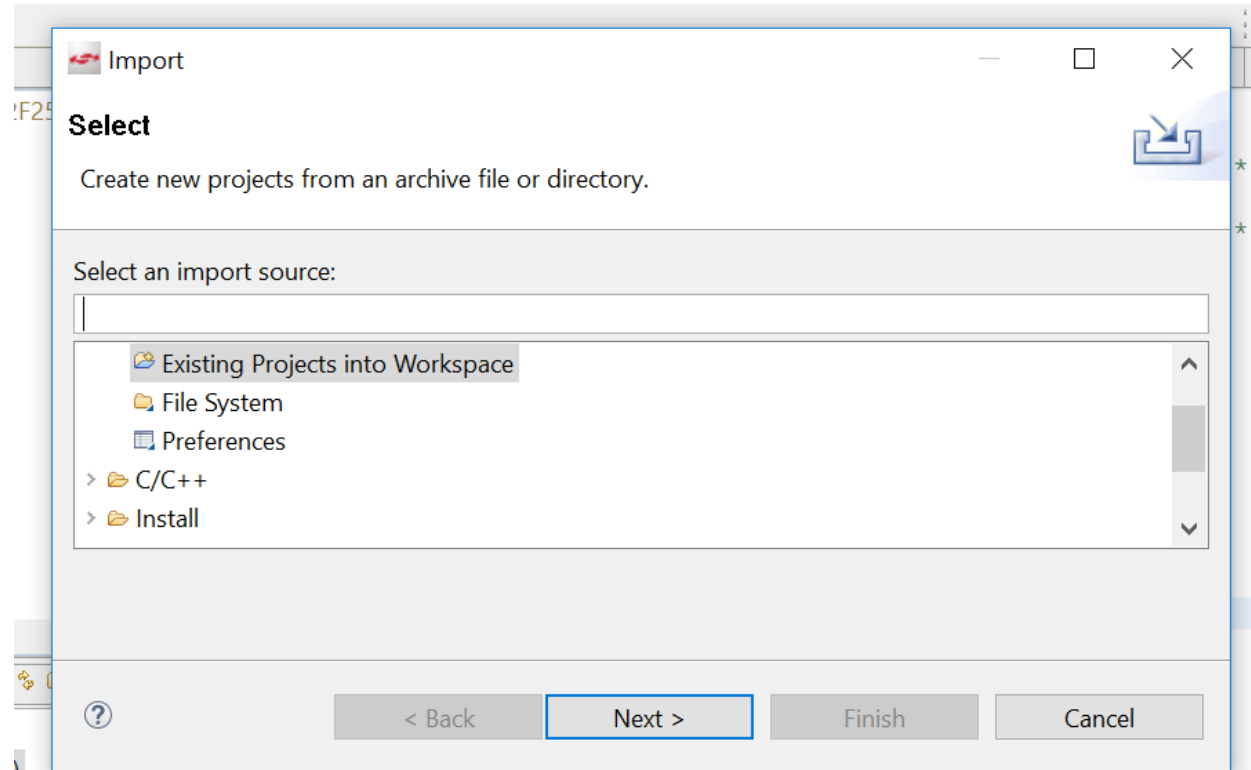 Import
!F25
Select
Create new projects from an archive file or directory.
*
*
Select an import source:
Existing Projects into Workspace
File System
Preferences
> C/C++
> Install
?
< Back
Next >
Finish
Cancel